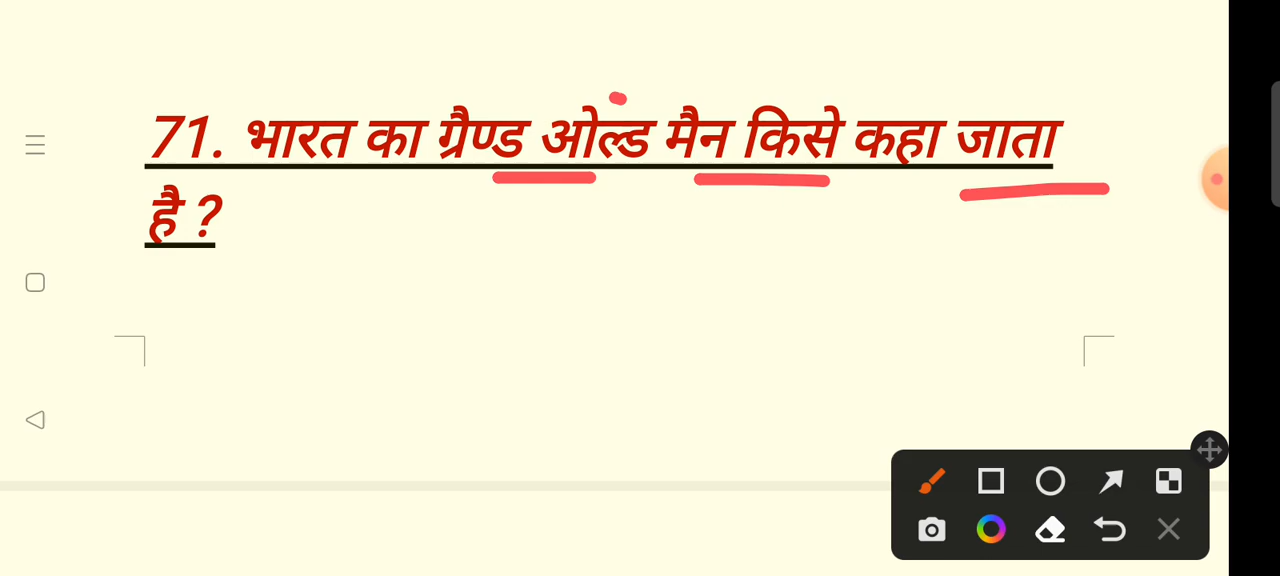 71. भारत का ग्रैण्ड ओल्ड मैन किसे कहा जाता
है ?